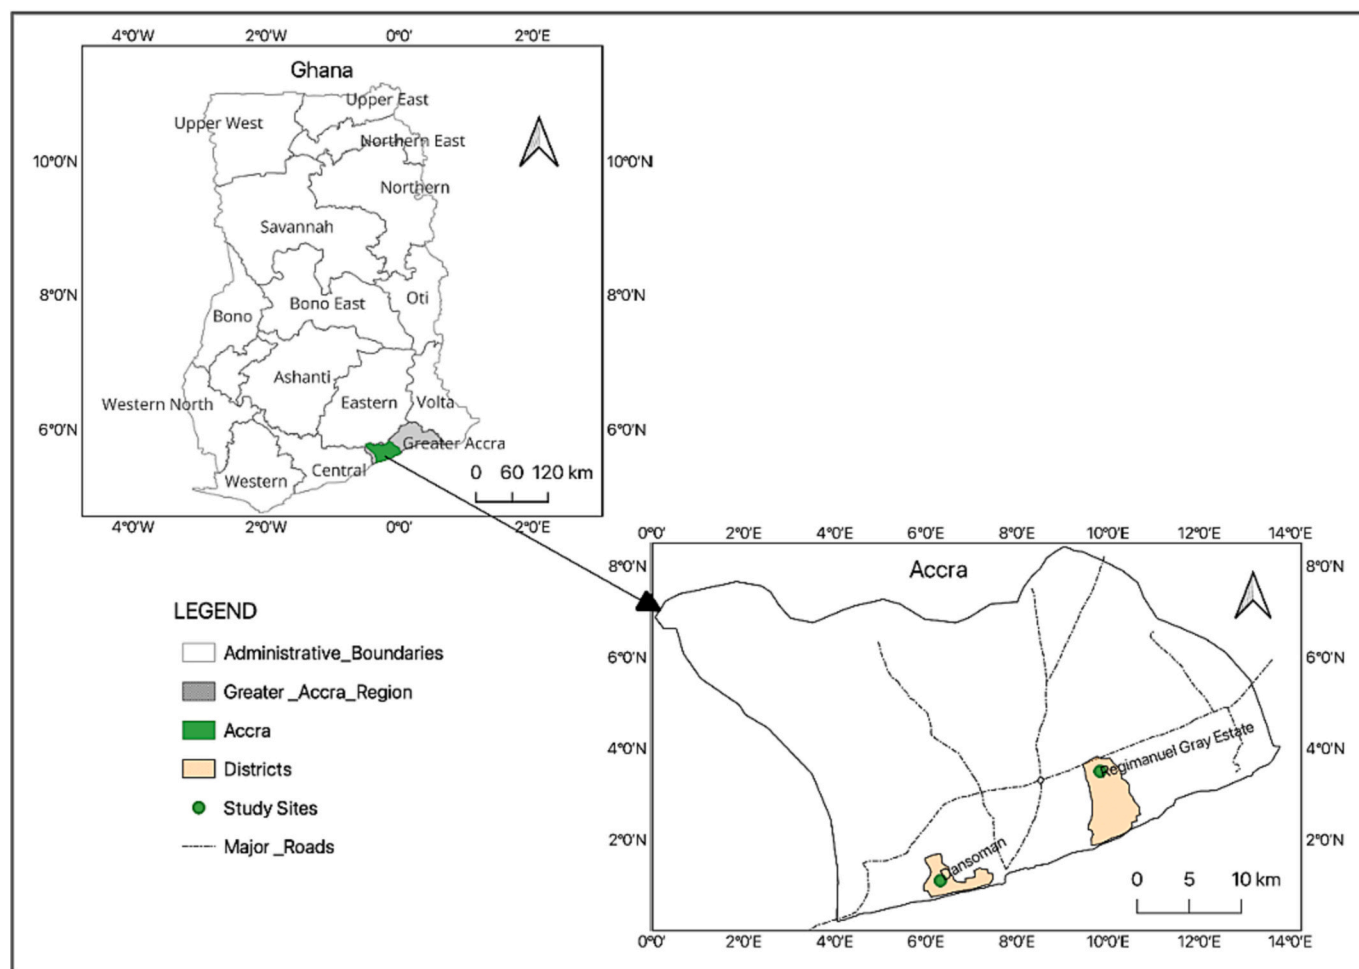 4°0'W 2°0'W 0°0' 2°0'E
Ghana
Upper East
Upper West
Northern East
10°0'N 10°0'N
Northern
Savannah
8°0'N 8°0'N
Oti
Bono East
Bono
Ashanti
Eastern Volta
Western North
6°0'N 6°0'N
Greater Accra
Central
Western
0 60 120 km
4°0'W 2°0'W 0°0' 2°0'E
0°0'E 2°0'E 4°0'E 6°0'E 8°0'E 10°0'E 12°0'E 14°0'E
8°0'N 8°0'N
Accra
6°0'N 6°0'N
Regimanuel Gray Estate
4°0'N 4°0'N
2°0'N 2°0'N
Dansoman
0 5 10 km
0°0'E 2°0'E 4°0'E 6°0'E 8°0'E 10°0'E 12°0'E 14°0'E
LEGEND
Administrative_Boundaries
Greater _Accra_Region
Accra
Districts
Study Sites
Major _Roads